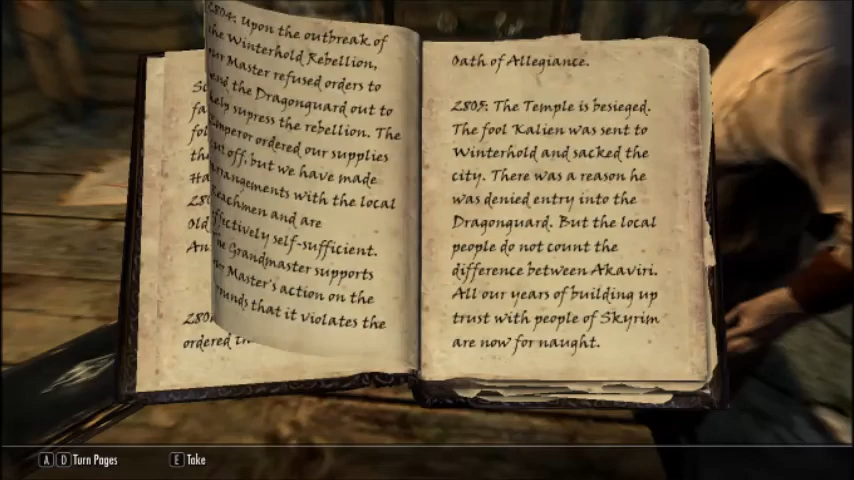 2804: Upon the outbreak of
the Winterhold Rebellion,
our Master refused orders to
send the Dragonguard out to
help supress the rebellion. The
Emperor ordered our supplies
cut off, but we have made
arrangements with the local
Reachmen and are
effectively self-sufficient.
The Grandmaster supports
our Master's action on the
grounds that it violates the
ordered
Oath of Allegiance.
2805: The Temple is besieged.
The fool Kalien was sent to
Winterhold and sacked the
city. There was a reason he
was denied entry into the
Dragonguard. But the local
people do not count the
difference between Akaviri.
All our years of building up
trust with people of Skyrim
are now for naught.
A D Turn Pages
E Take